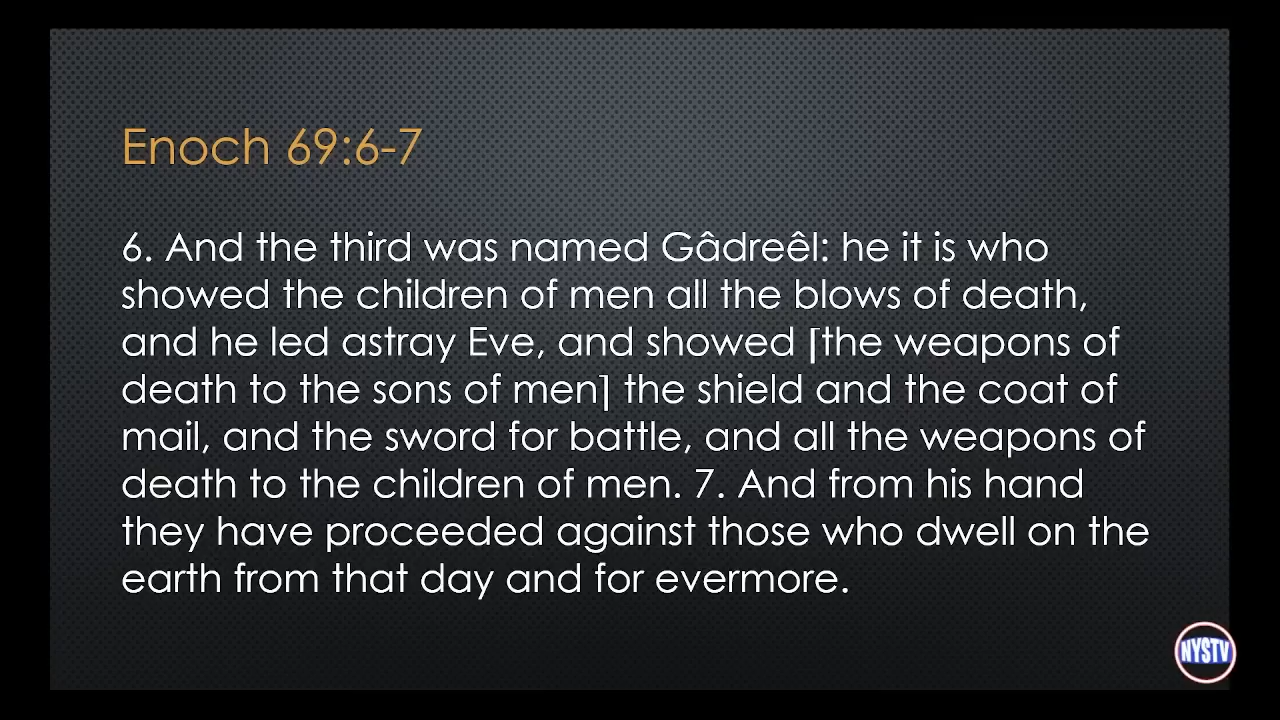 Enoch 69:6-7
6. And the third was named Gâdreêl: he it is who
showed the children of men all the blows of death,
and he led astray Eve, and showed ⌈the weapons of
death to the sons of men⌉ the shield and the coat of
mail, and the sword for battle, and all the weapons of
death to the children of men. 7. And from his hand
they have proceeded against those who dwell on the
earth from that day and for evermore.
NYSTV